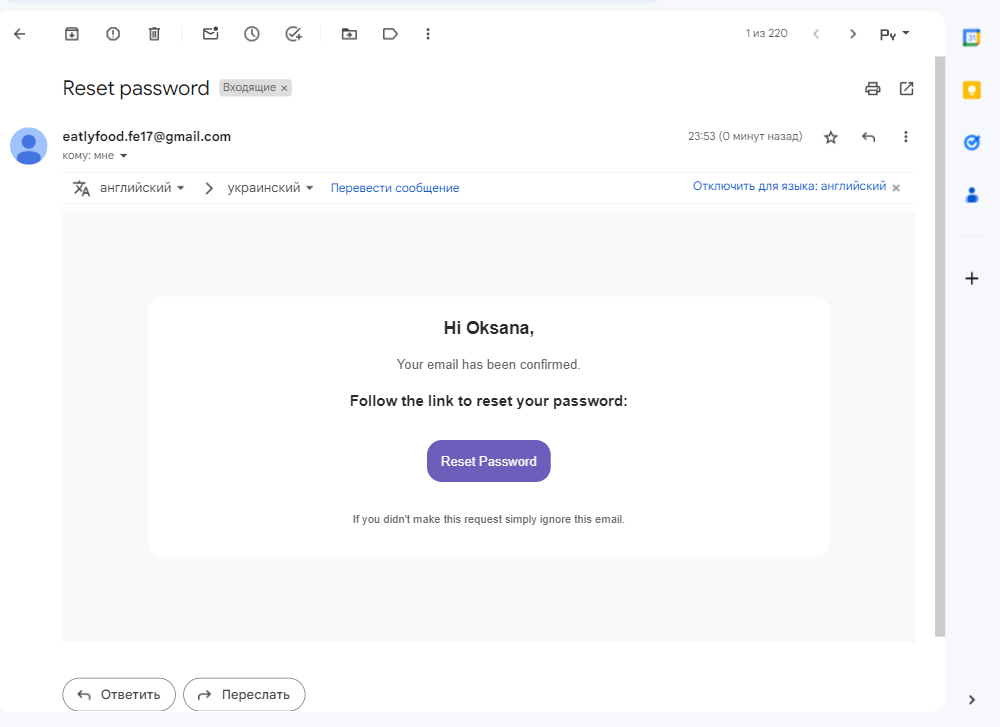 1 из 220
Ру
31
Reset password
Входящие ×
eatlyfood.fe17@gmail.com
23:53 (0 минут назад)
кому: мне
английский
украинский
Перевести сообщение
Отключить для языка: английский ×
Hi Oksana,
Your email has been confirmed.
Follow the link to reset your password:
Reset Password
If you didn't make this request simply ignore this email.
Ответить
Переслать